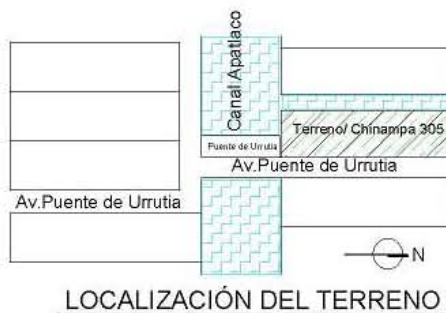 Canal Apatlaco
Terreno/ Chinampa 305
Puente de Urrutia
Av.Puente de Urrutia
Av.Puente de Urrutia
N
LOCALIZACIÓN DEL TERRENO